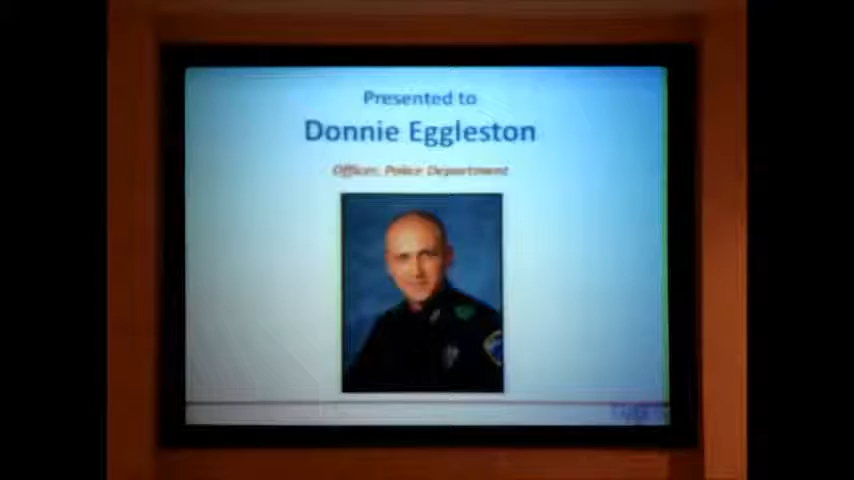 Presented to
Donnie Eggleston
Officer, Police Department